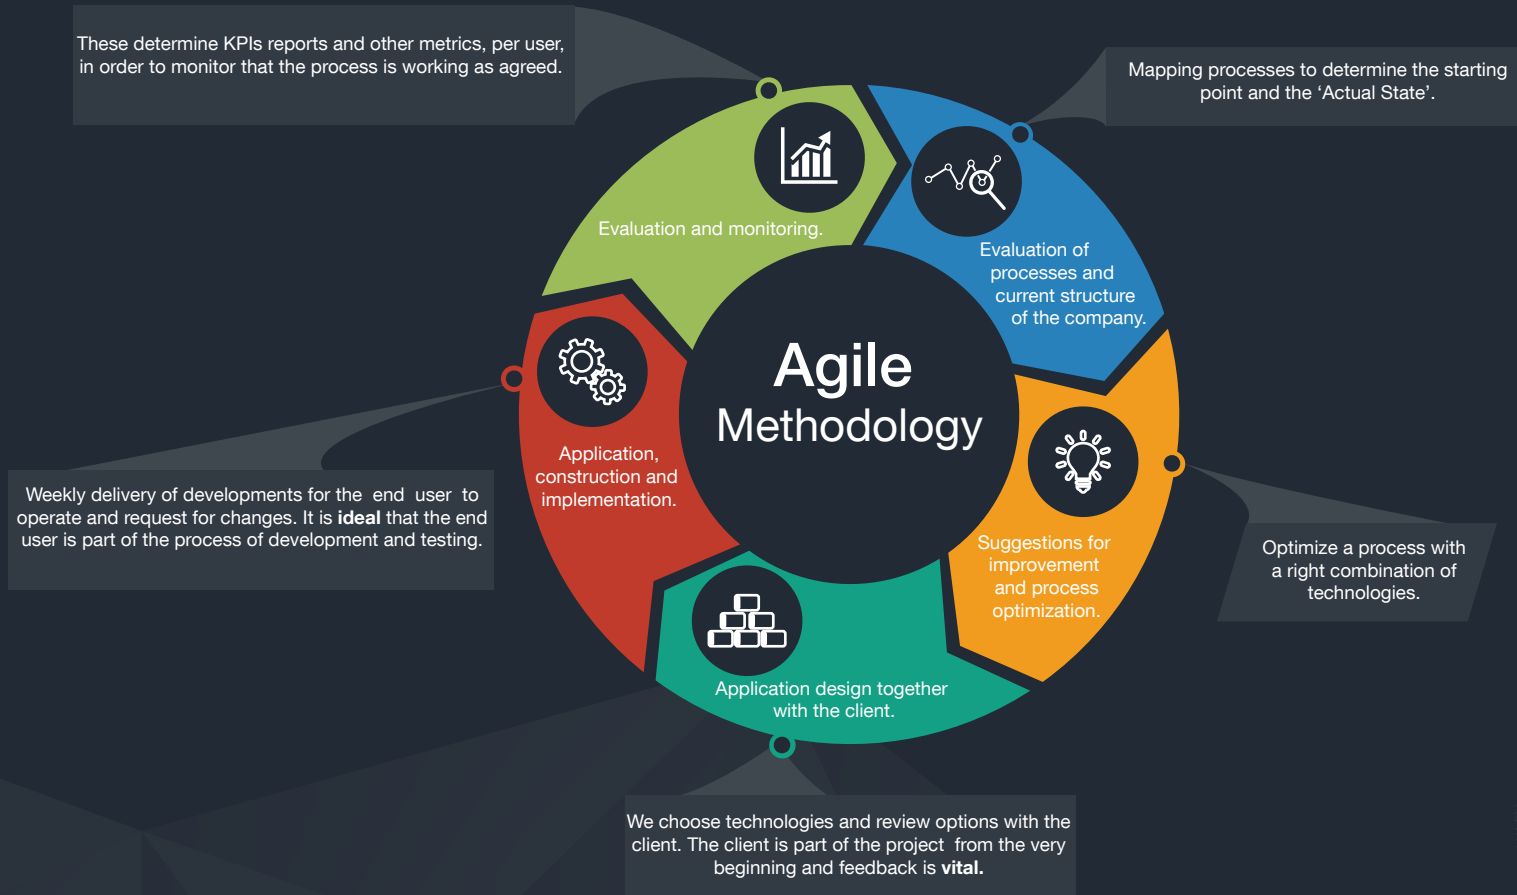 These determine KPIs reports and other metrics, per user,
in order to monitor that the process is working as agreed.
Mapping processes to determine the starting
point and the ‘Actual State’.
Evaluation and monitoring.
Evaluation of
processes and
current structure
of the company.
Agile
Methodology
Application,
construction and
implementation.
Weekly delivery of developments for the end user to
operate and request for changes. It is ideal that the end
user is part of the process of development and testing.
Suggestions for
improvement
and process
optimization.
Optimize a process with
a right combination of
technologies.
Application design together
with the client.
We choose technologies and review options with the
client. The client is part of the project from the very
beginning and feedback is vital.